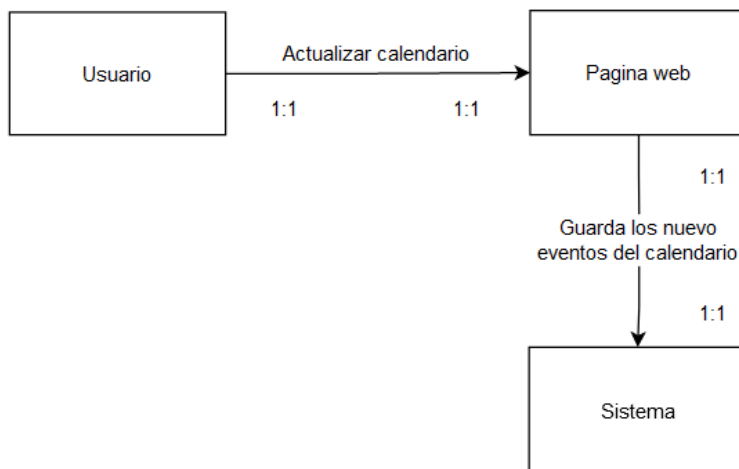 Usuario
Actualizar calendario
Pagina web
1:1
1:1
1:1
Guarda los nuevo
eventos del calendario
1:1
Sistema